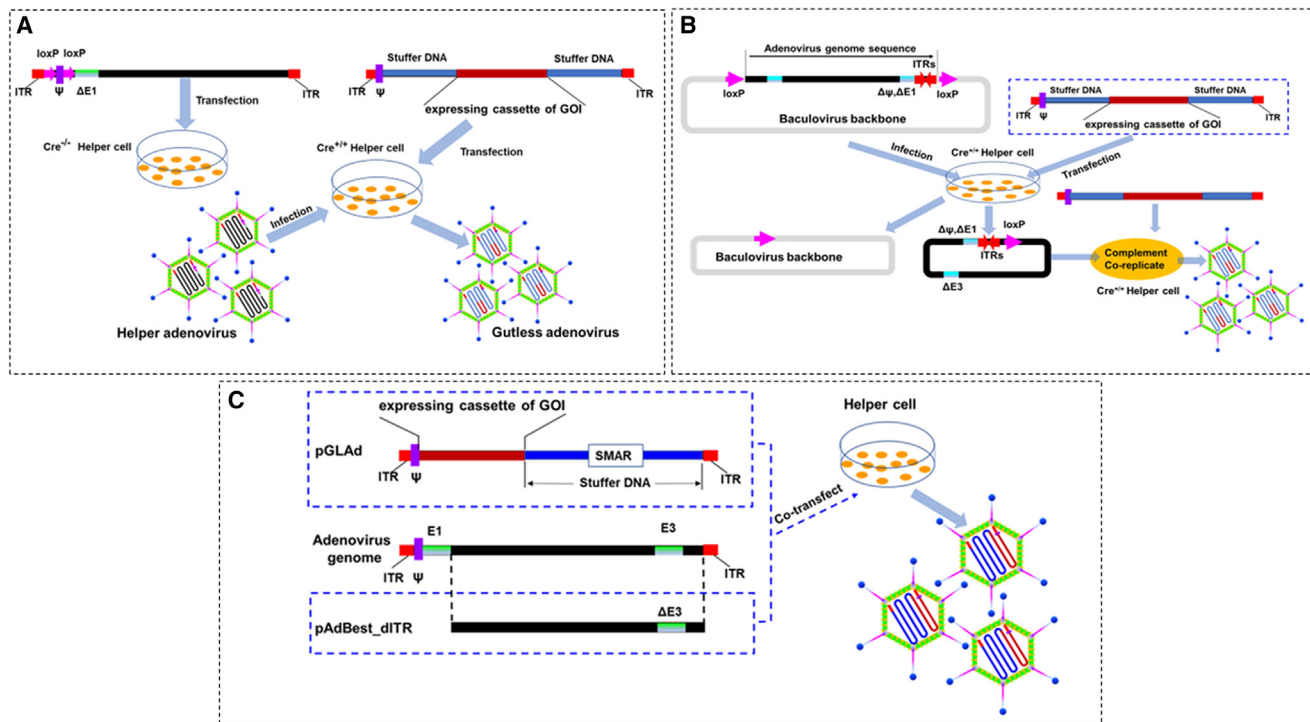 A
loxP loxP
ITR
Ψ
ΔE1
ITR
Transfection
Cre-/- Helper cell
Stuffer DNA
Stuffer DNA
ITR
Ψ
ITR
expressing cassette of GOI
Transfection
Cre+/+ Helper cell
Infection
Helper adenovirus
Gutless adenovirus
B
Adenovirus genome sequence
ITRs
loxP
Δψ,ΔE1
loxP
Baculovirus backbone
Stuffer DNA
Stuffer DNA
ITR
Ψ
ITR
expressing cassette of GOI
Infection
Cre+/+ Helper cell
Transfection
Baculovirus backbone
Δψ,ΔE1
loxP
ITRs
ΔE3
Complement
Co-replicate
Cre+/+ Helper cell
C
expressing cassette of GOI
pGLAd
SMAR
ITR
Ψ
ITR
Stuffer DNA
Adenovirus
genome
E1
E3
ITR
Ψ
ITR
pAdBest_dITR
ΔE3
Co-transfect
Helper cell